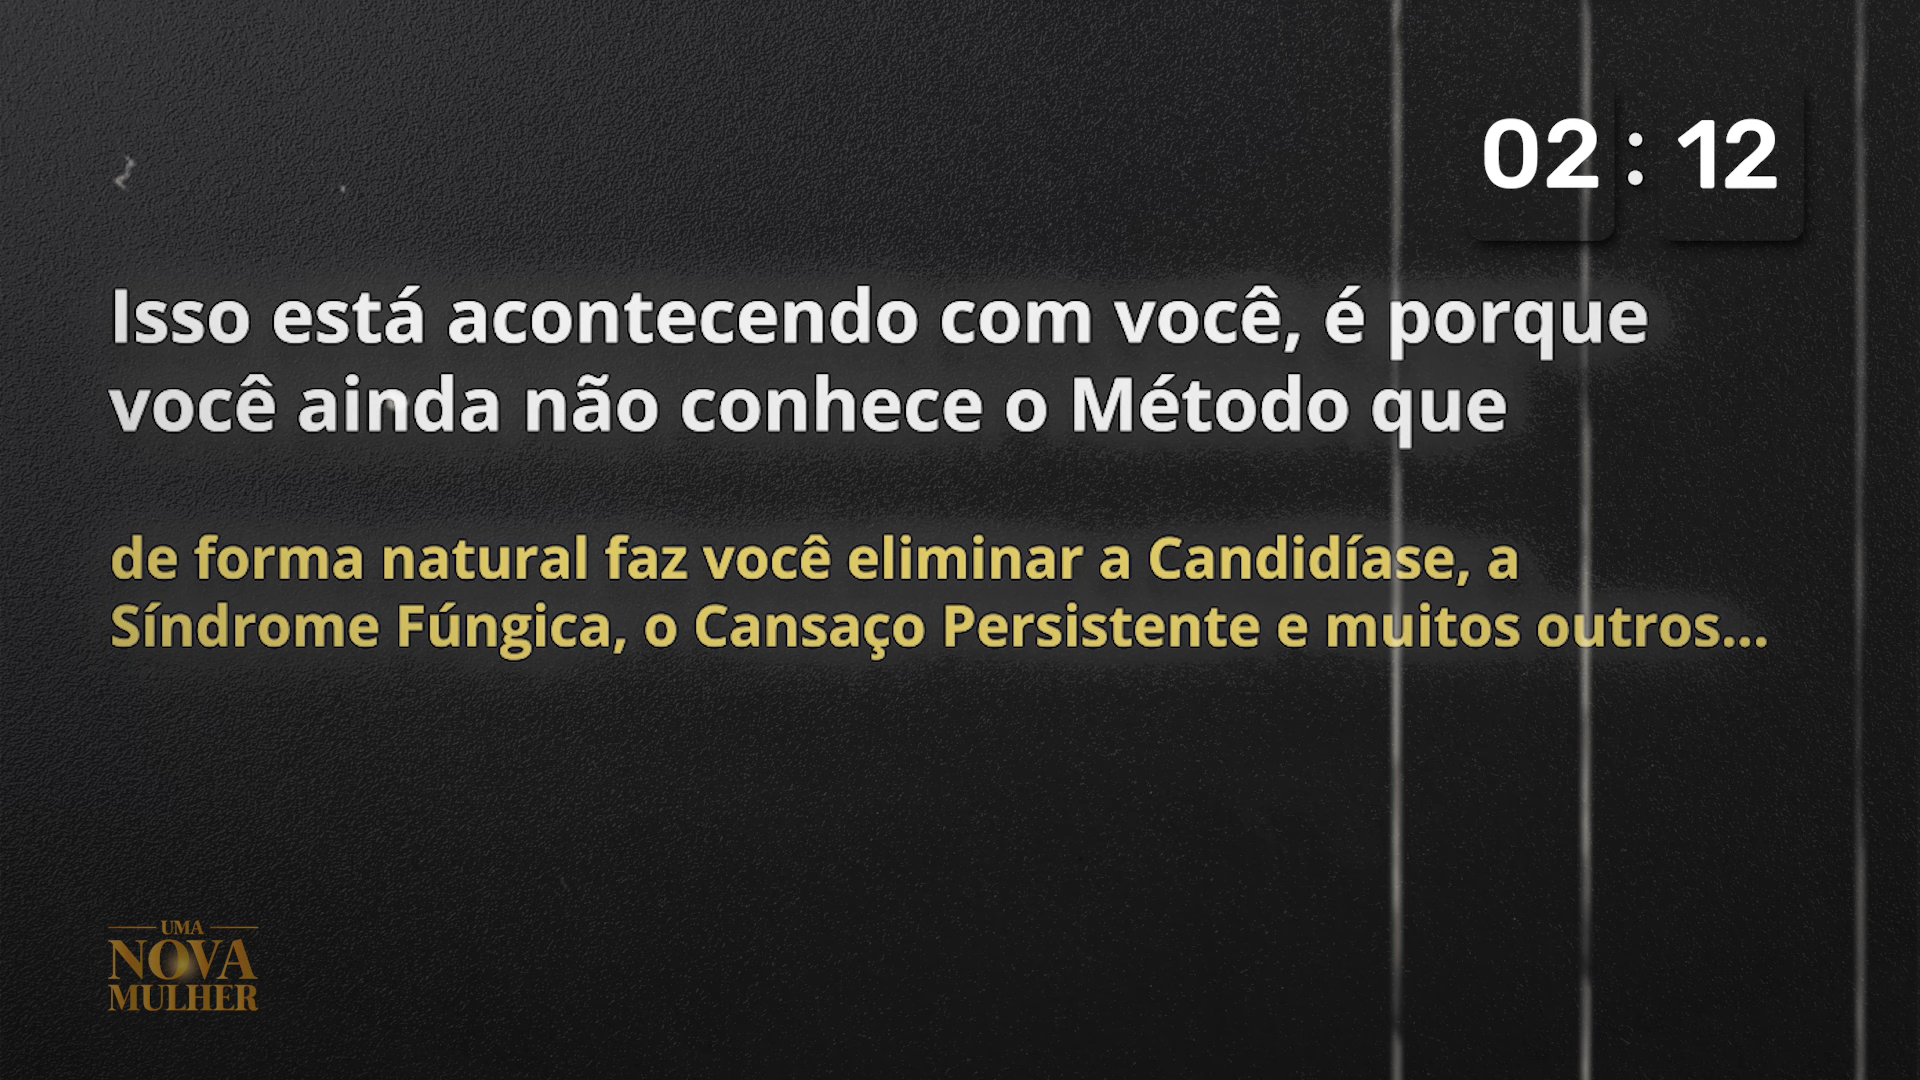 02 : 12
Isso está acontecendo com você, é porque
você ainda não conhece o Método que
de forma natural faz você eliminar a Candidíase, a
Síndrome Fúngica, o Cansaço Persistente e muitos outros...
UMA
NOVA
MULHER